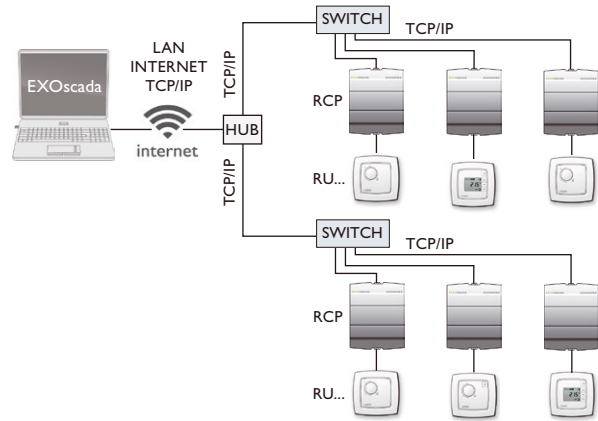 SWITCH
TCP/IP
LAN
INTERNET
TCP/IP
EXOscada
TCP/IP
RCP
HUB
internet
RU...
TCP/IP
SWITCH
TCP/IP
RCP
RU...